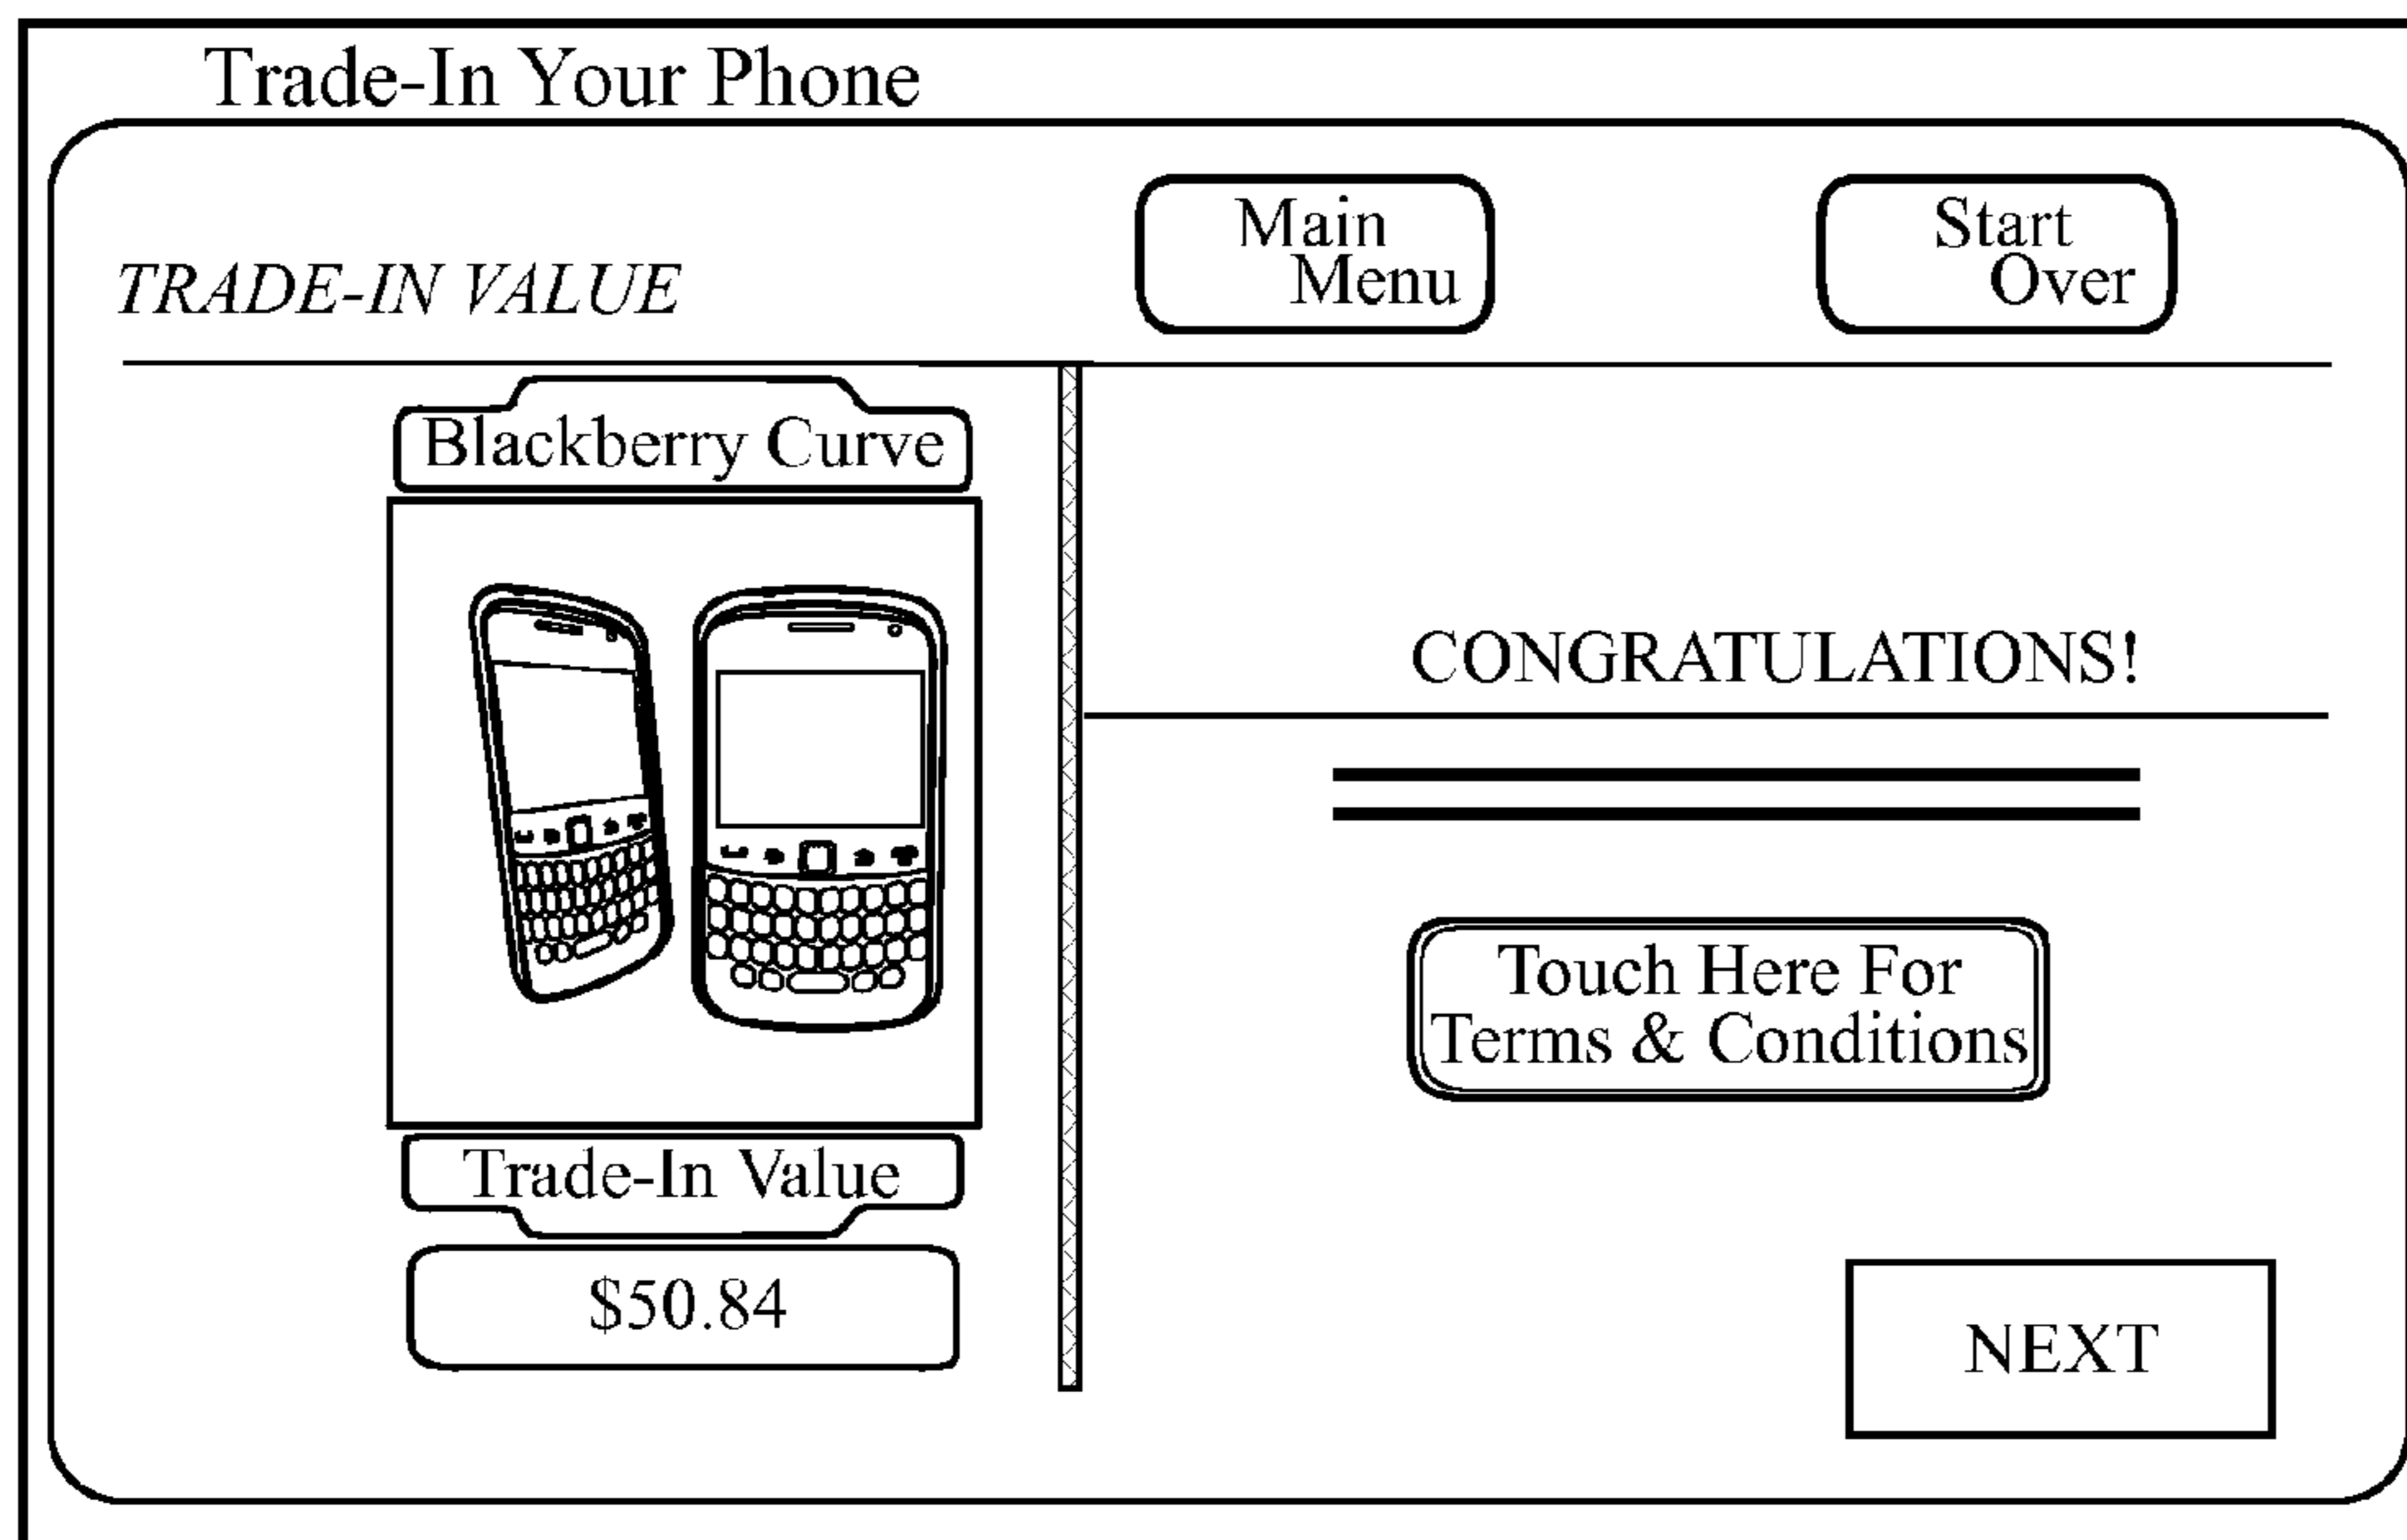 Trade-In Your Phone
TRADE-IN VALUE
Main
Menu
Start
Over
Blackberry Curve
CONGRATULATIONS!
Touch Here For
Terms & Conditions
Trade-In Value
$50.84
NEXT